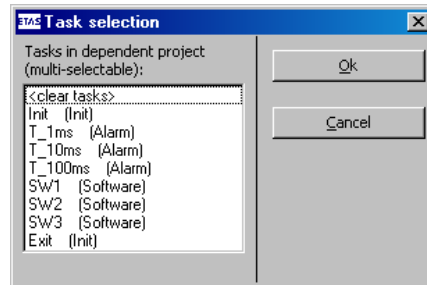 ETAS Task selection
Tasks in dependent project
(multi-selectable):
<clear tasks>
Init (Init)
T_1ms (Alarm)
T_10ms (Alarm)
T_100ms (Alarm)
SW1 (Software)
SW2 (Software)
SW3 (Software)
Exit (Init)
Ok
Cancel